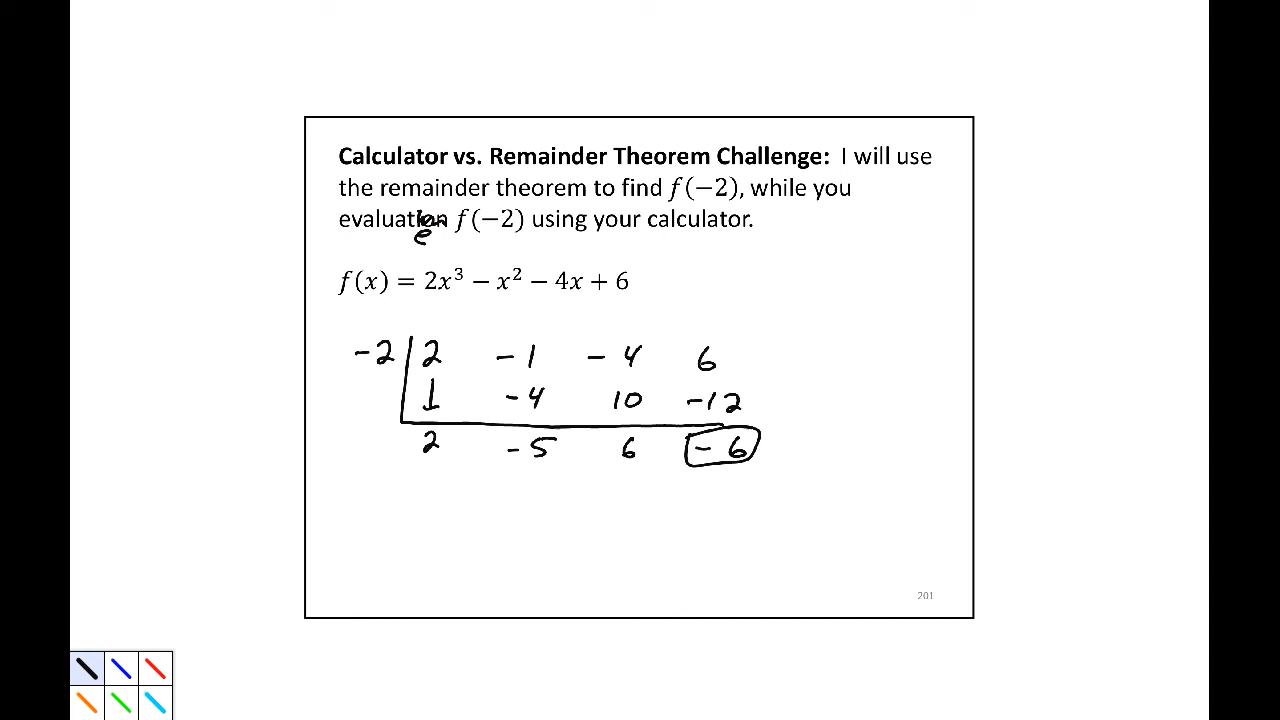 Calculator vs. Remainder Theorem Challenge: I will use
the remainder theorem to find f(−2), while you
evaluation f(−2) using your calculator.
e
f(x) = 2x³ − x² − 4x + 6
-2 | 2 -1 -4 6
↓ -4 10 -12
2 -5 6 -6
201